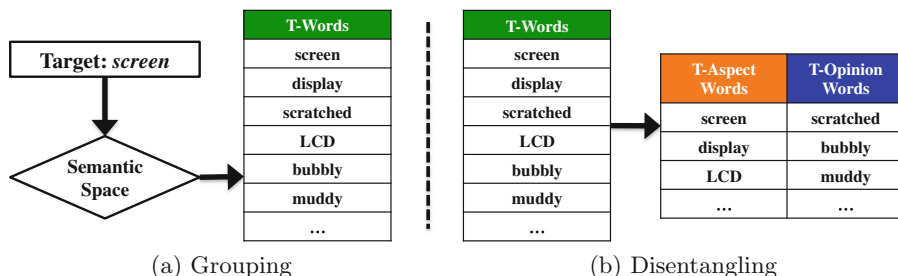 Target: screen
Semantic
Space
T-Words
screen
display
scratched
LCD
bubbly
muddy
...
(a) Grouping
T-Words
screen
display
scratched
LCD
bubbly
muddy
...
T-Aspect
Words
T-Opinion
Words
screen
scratched
display
bubbly
LCD
muddy
...
...
(b) Disentangling